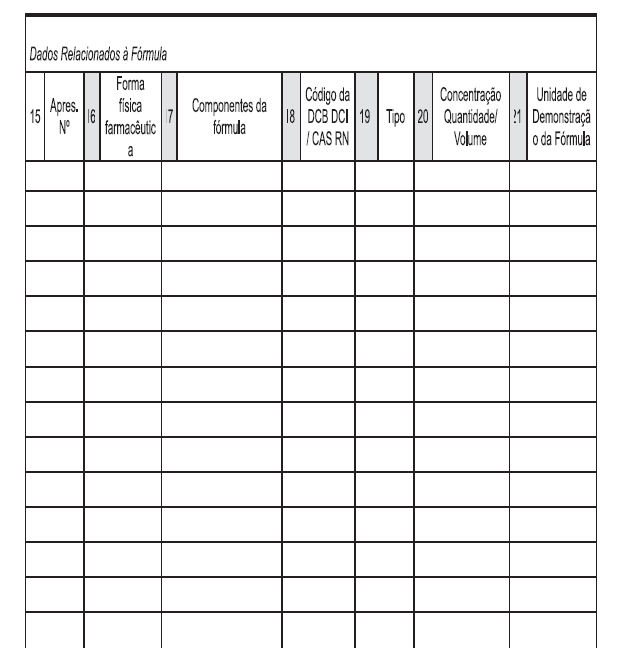 Dados Relacionados à Fórmula
15 Apres. Nº
16 Forma física farmacêutic a
17 Componentes da fórmula
18 Código da DCB DCI / CAS RN
19 Tipo
20 Concentração Quantidade/ Volume
21 Unidade de Demonstraçã o da Fórmula